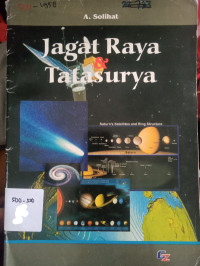 A. Solihat
Jagat Raya
Tatasurya
Saturn's Satellites and Ring Structure